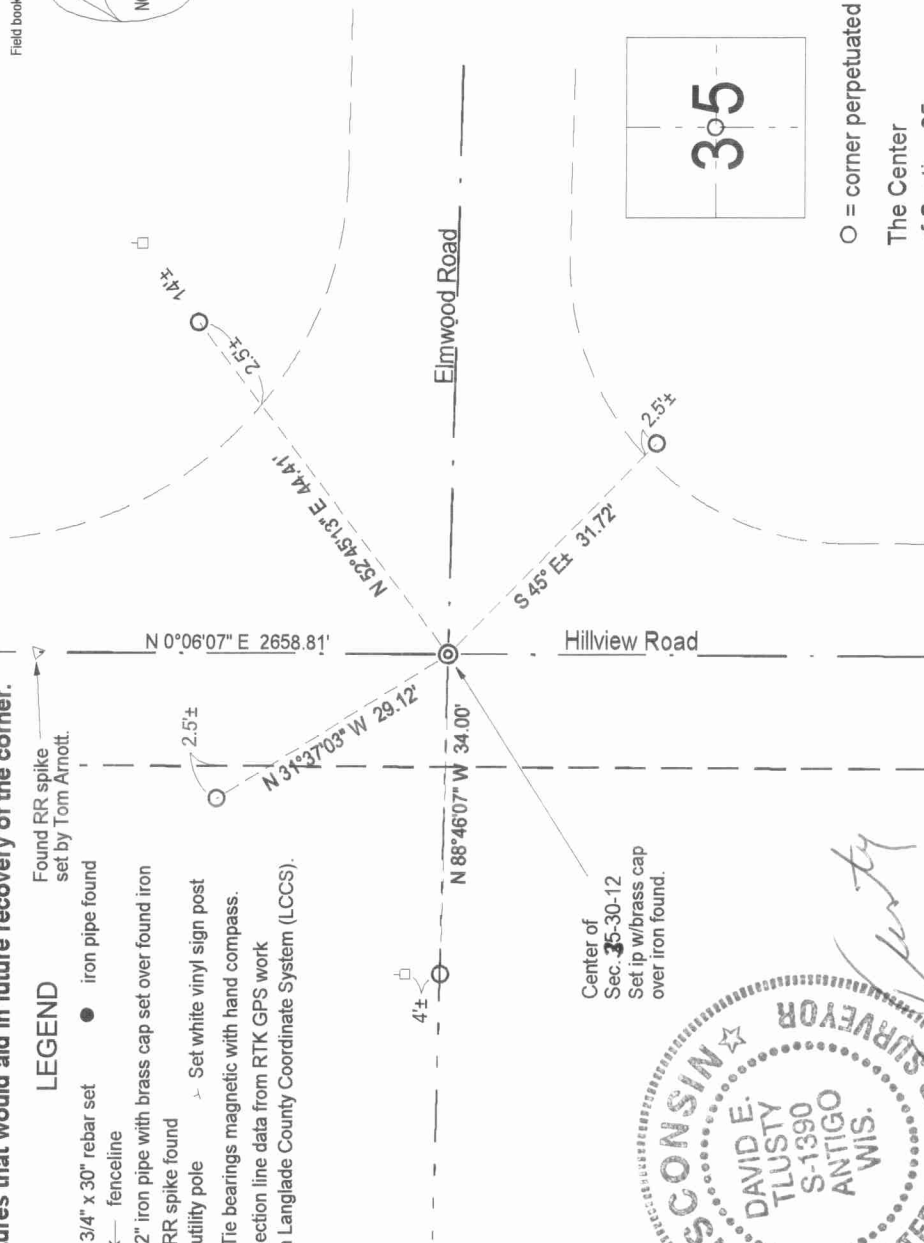 ures that would aid in future recovery of the corner.
Field book
LEGEND
3/4" x 30" rebar set
iron pipe found
fenceline
2" iron pipe with brass cap set over found iron
RR spike found
utility pole
Set white vinyl sign post
Tie bearings magnetic with hand compass.
ection line data from RTK GPS work
n Langlade County Coordinate System (LCCS).
Found RR spike
set by Tom Arnott.
N 0°06'07" E 2658.81'
2.5'±
N 31°37'03" W 29.12'
14'±
2.5'±
N 52°45'13" E 44.41'
Elmwood Road
Hillview Road
S 45° E± 31.72'
2.5'±
N 88°46'07" W 34.00'
4'±
Center of
Sec. 35-30-12
Set ip w/brass cap
over iron found.
35
O = corner perpetuated
The Center
SCONSIN
SURVEYOR
DAVID E.
TLUSTY
S-1390
ANTIGO
WIS.